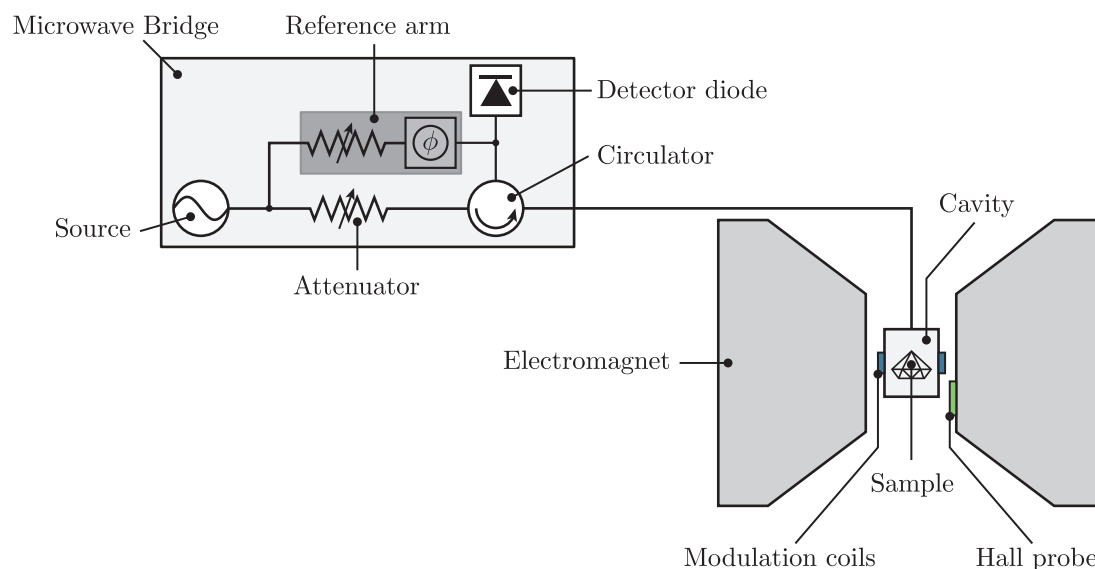 Microwave Bridge
Reference arm
Detector diode
ϕ
Circulator
Source
Cavity
Attenuator
Electromagnet
Sample
Modulation coils
Hall probe